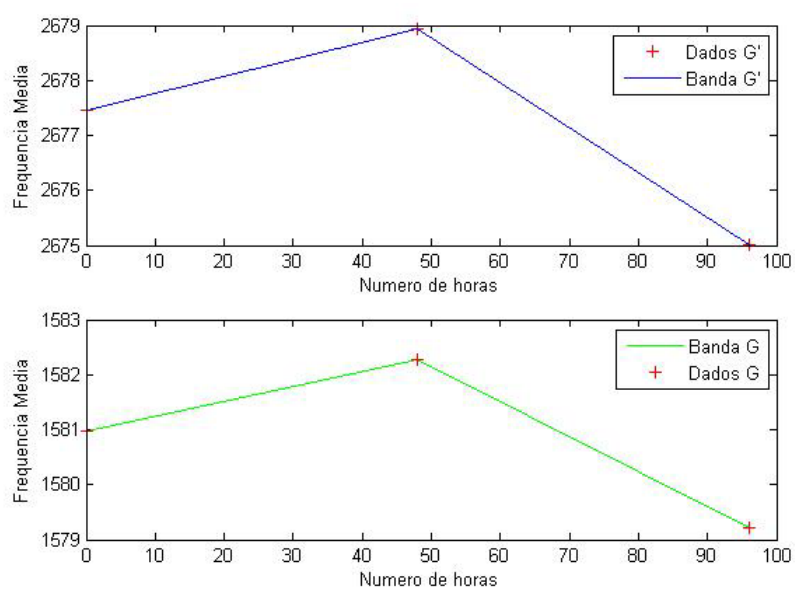 2679
2678
2677
2676
2675
Frequencia Media
Dados G'
Banda G'
0 10 20 30 40 50 60 70 80 90 100
Numero de horas
1583
1582
1581
1580
1579
Frequencia Media
Banda G
Dados G
0 10 20 30 40 50 60 70 80 90 100
Numero de horas